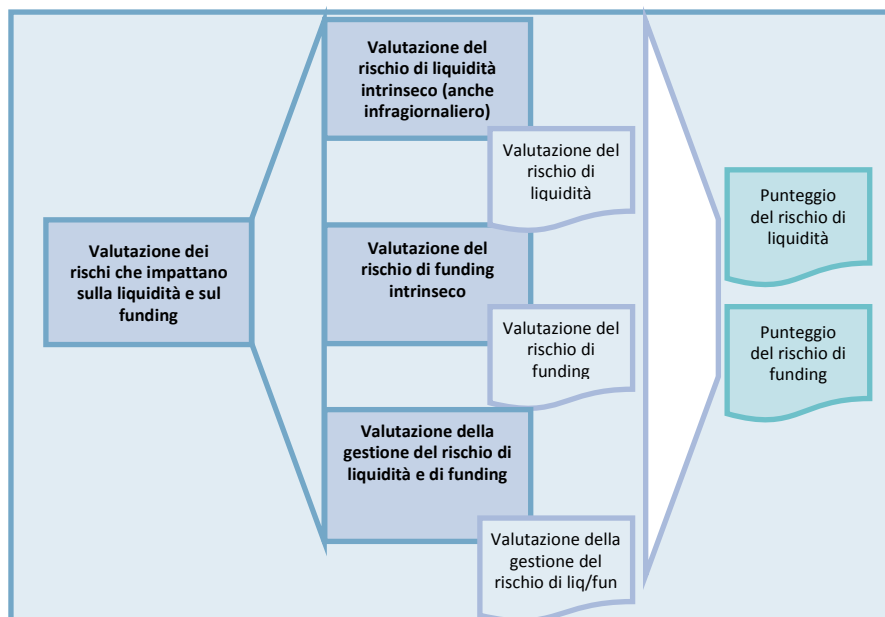 Valutazione dei
rischi che impattano
sulla liquidità e sul
funding
Valutazione del
rischio di liquidità
intrinseco (anche
infragiornaliero)
Valutazione del
rischio di
liquidità
Valutazione del
rischio di funding
intrinseco
Valutazione del
rischio di
funding
Valutazione della
gestione del rischio di
liquidità e di funding
Valutazione della
gestione del
rischio di liq/fun
Punteggio
del rischio di
liquidità
Punteggio
del rischio di
funding